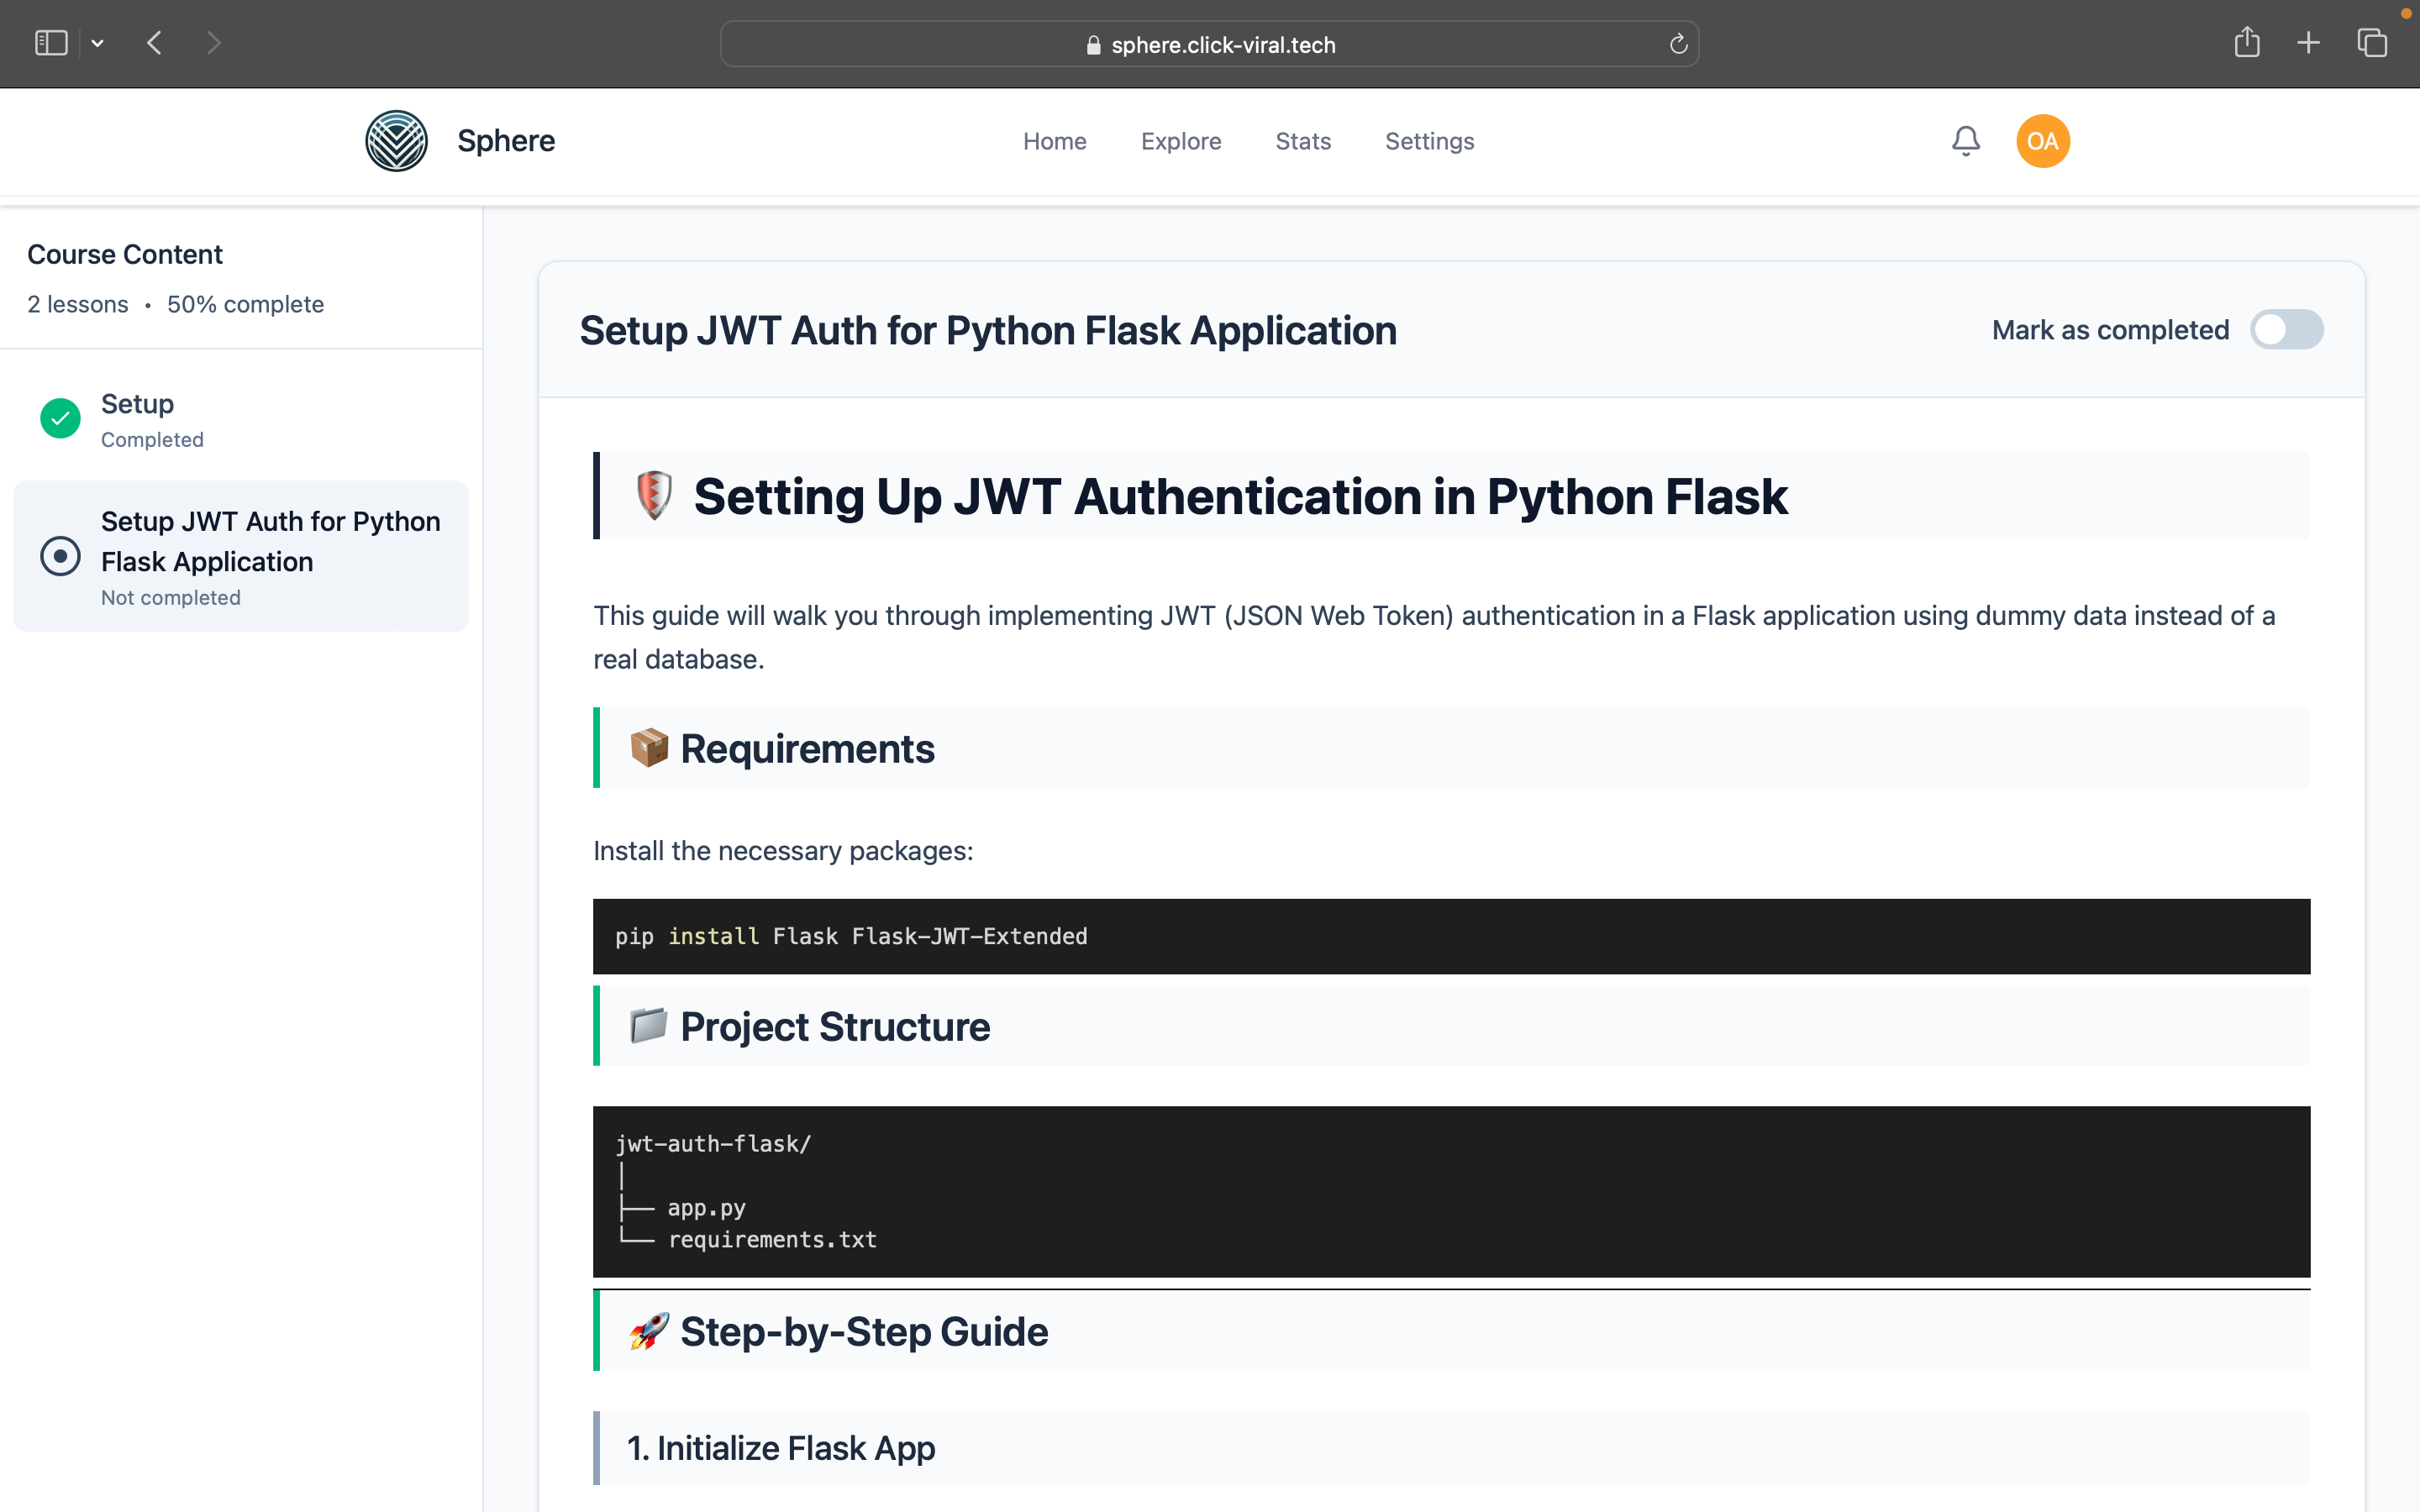 sphere.click-viral.tech
Sphere
Home
Explore
Stats
Settings
OA
Course Content
2 lessons • 50% complete
Setup
Completed
Setup JWT Auth for Python
Flask Application
Not completed
Setup JWT Auth for Python Flask Application
Mark as completed
🛡️ Setting Up JWT Authentication in Python Flask
This guide will walk you through implementing JWT (JSON Web Token) authentication in a Flask application using dummy data instead of a
real database.
📦 Requirements
Install the necessary packages:
pip install Flask Flask-JWT-Extended
📁 Project Structure
jwt-auth-flask/
│
├── app.py
└── requirements.txt
🚀 Step-by-Step Guide
1. Initialize Flask App